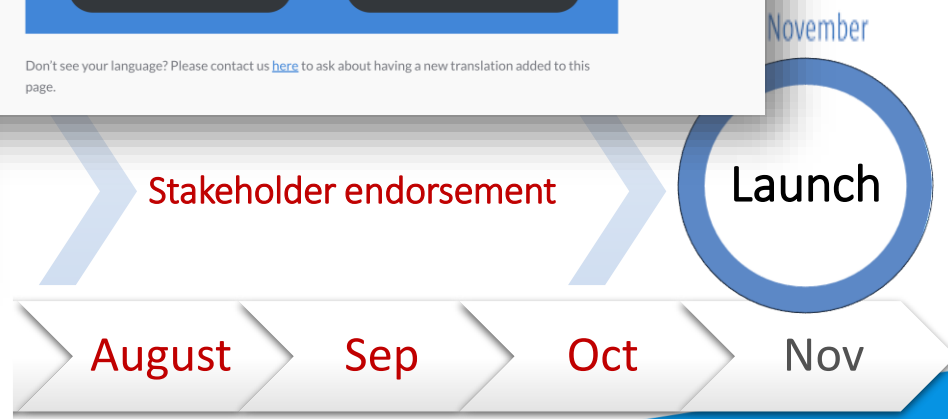 November
Don't see your language? Please contact us here to ask about having a new translation added to this
page.
Stakeholder endorsement
Launch
August
Sep
Oct
Nov